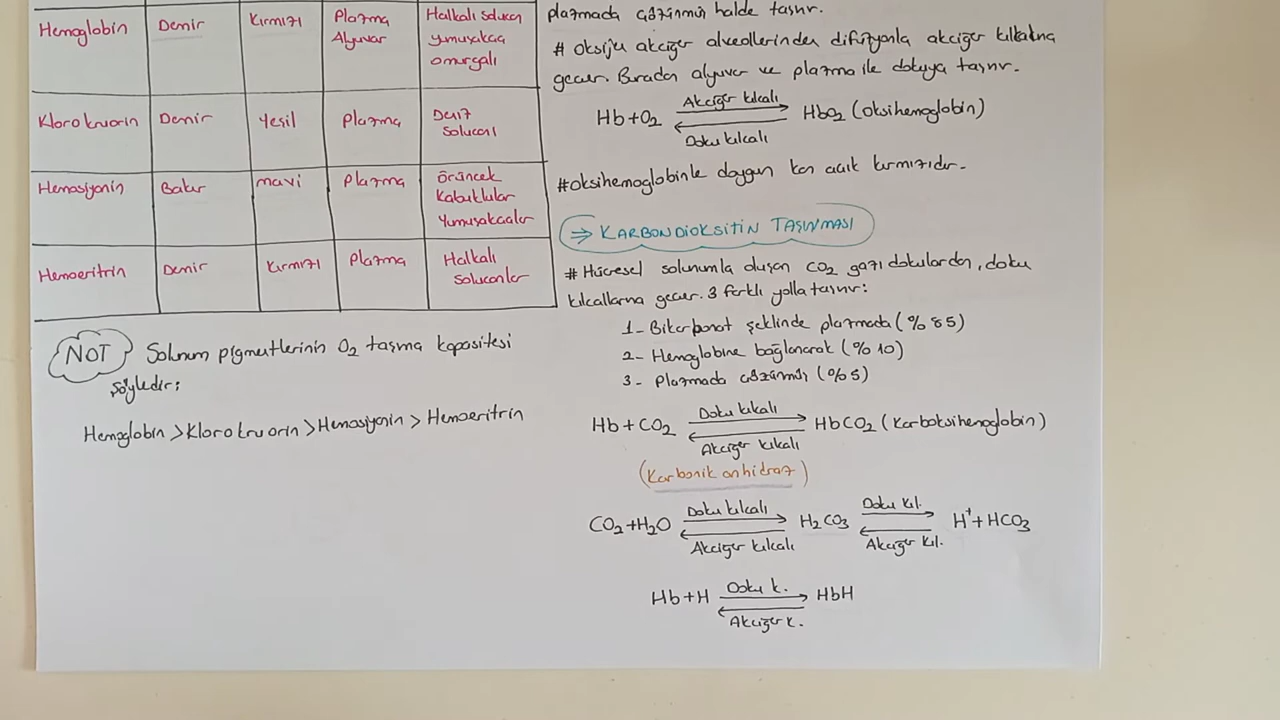 Hemoglobin Demir Kırmızı Plazma Alyuvar Halkalı solucan yumuşakça omurgalı
Klorokruorin Demir Yeşil Plazma Deniz Solucanı
Hemosiyanin Bakır mavi Plazma örümcek Kabuklular Yumuşakçalar
Hemoeritrin Demir Kırmızı Plazma Halkalı Solucanlar
NOT Solunum pigmentlerinin O2 taşıma kapasitesi
şöyledir:
Hemoglobin > Klorokruorin > Hemosiyanin > Hemoeritrin
plazmada çözünmüş halde taşınır.
# Oksijen akciğer alveollerinden difüzyonla akciğer kılcalına
geçer. Buradan alyuvar ve plazma ile dokuya taşınır.
Akciğer kılcalı
Hb+O2 HbO2 (Oksihemoglobin)
Doku kılcalı
#oksihemoglobinle doygun kan açık kırmızıdır.
⇒ KARBONDİOKSİTİN TAŞINMASI
# Hücresel solunumla oluşan CO2 gazı dokulardan, doku
kılcallarına geçer. 3 farklı yolla taşınır:
1- Bikarbonat şeklinde plazmada (%85)
2- Hemoglobine bağlanarak (%10)
3- Plazmada çözünmüş (%5)
Doku kılcalı
Hb+CO2 HbCO2 (Karboksihemoglobin)
Akciğer kılcalı
(Karbonik anhidraz)
Doku kılcalı Doku kıl.
CO2+H2O H2CO3 H+ + HCO3
Akciğer kılcalı Akciğer kıl.
Doku k.
Hb+H HbH
Akciğer k.